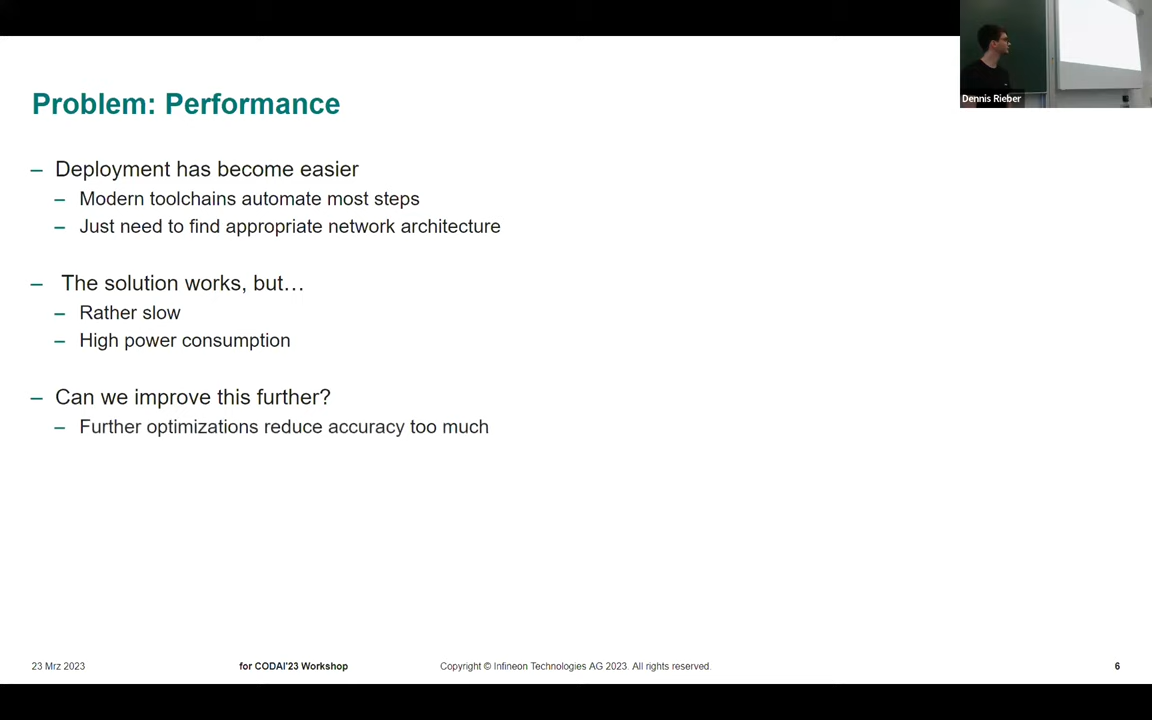 Dennis Rieber
Problem: Performance
– Deployment has become easier
– Modern toolchains automate most steps
– Just need to find appropriate network architecture
– The solution works, but…
– Rather slow
– High power consumption
– Can we improve this further?
– Further optimizations reduce accuracy too much
23 Mrz 2023 for CODAI'23 Workshop Copyright © Infineon Technologies AG 2023. All rights reserved. 6